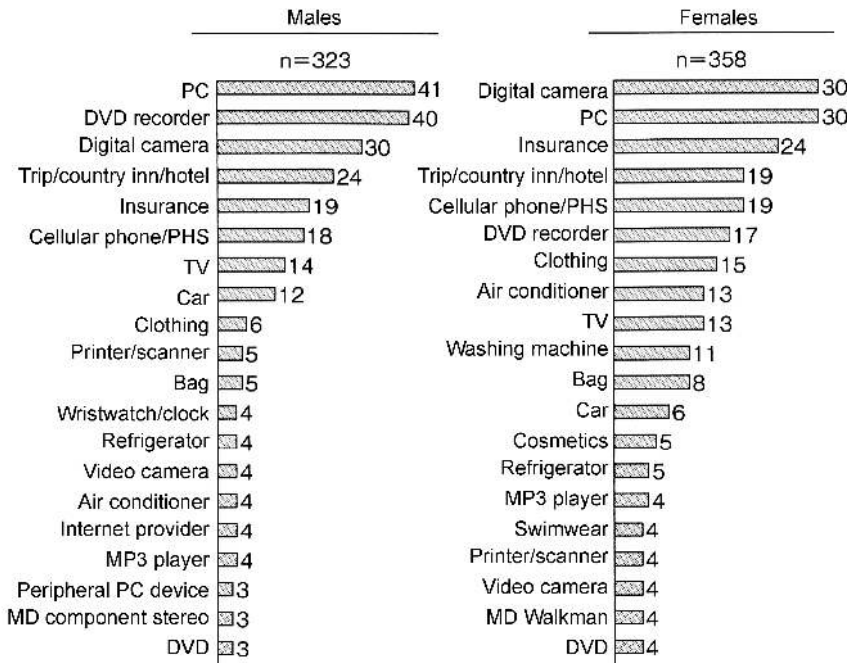 Males
n=323
PC 41
DVD recorder 40
Digital camera 30
Trip/country inn/hotel 24
Insurance 19
Cellular phone/PHS 18
TV 14
Car 12
Clothing 6
Printer/scanner 5
Bag 5
Wristwatch/clock 4
Refrigerator 4
Video camera 4
Air conditioner 4
Internet provider 4
MP3 player 4
Peripheral PC device 3
MD component stereo 3
DVD 3
Females
n=358
Digital camera 30
PC 30
Insurance 24
Trip/country inn/hotel 19
Cellular phone/PHS 19
DVD recorder 17
Clothing 15
Air conditioner 13
TV 13
Washing machine 11
Bag 8
Car 6
Cosmetics 5
Refrigerator 5
MP3 player 4
Swimwear 4
Printer/scanner 4
Video camera 4
MD Walkman 4
DVD 4